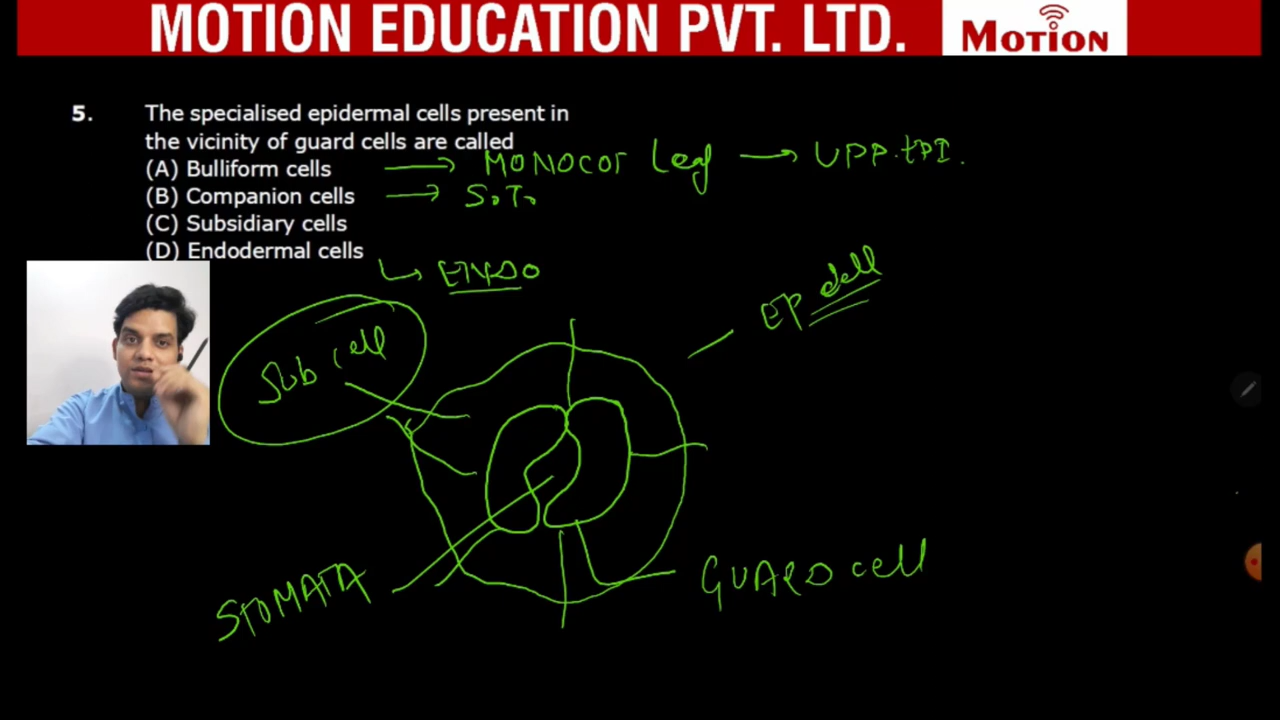 MOTION EDUCATION PVT. LTD.
MOTION
5. The specialised epidermal cells present in
the vicinity of guard cells are called
(A) Bulliform cells → MONOCOT Leaf → UPP.EPI.
(B) Companion cells → S.T.
(C) Subsidiary cells
(D) Endodermal cells
↳ ENDO
EP cell
Sub cell
STOMATA
GUARD cell